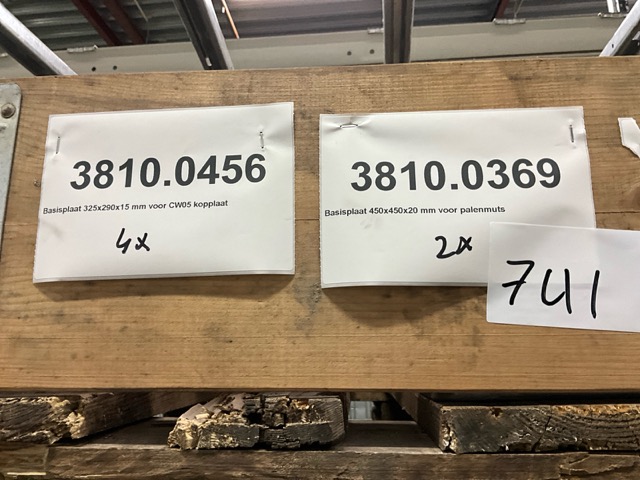 3810.0456
Basisplaat 325x290x15 mm voor CW05 kopplaat
4x
3810.0369
Basisplaat 450x450x20 mm voor palenmuts
2x
741